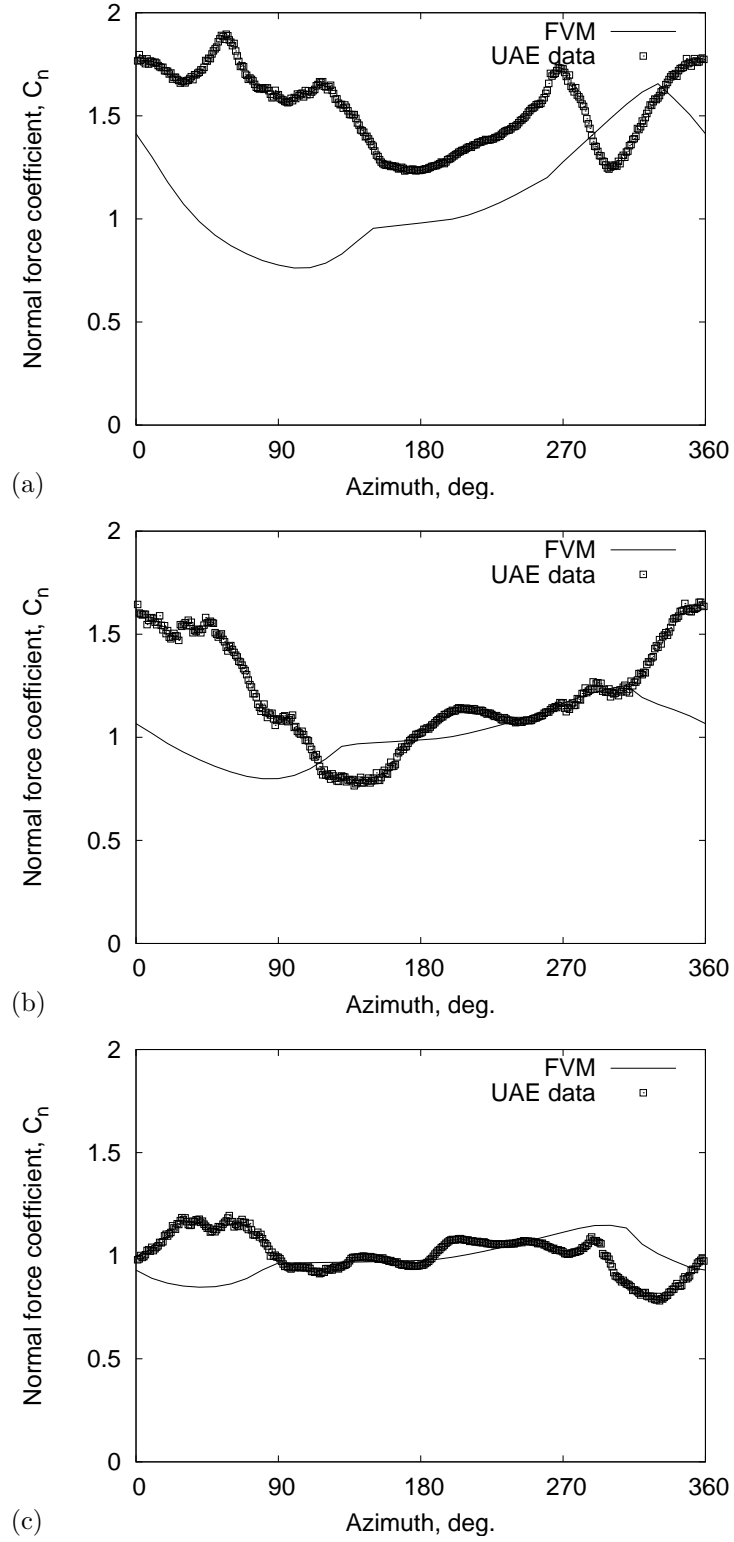 2
1.5
1
0.5
0
0 90 180 270 360
Normal force coefficient, Cn
Azimuth, deg.
FVM
UAE data
(a)
2
1.5
1
0.5
0
0 90 180 270 360
Normal force coefficient, Cn
Azimuth, deg.
FVM
UAE data
(b)
2
1.5
1
0.5
0
0 90 180 270 360
Normal force coefficient, Cn
Azimuth, deg.
FVM
UAE data
(c)